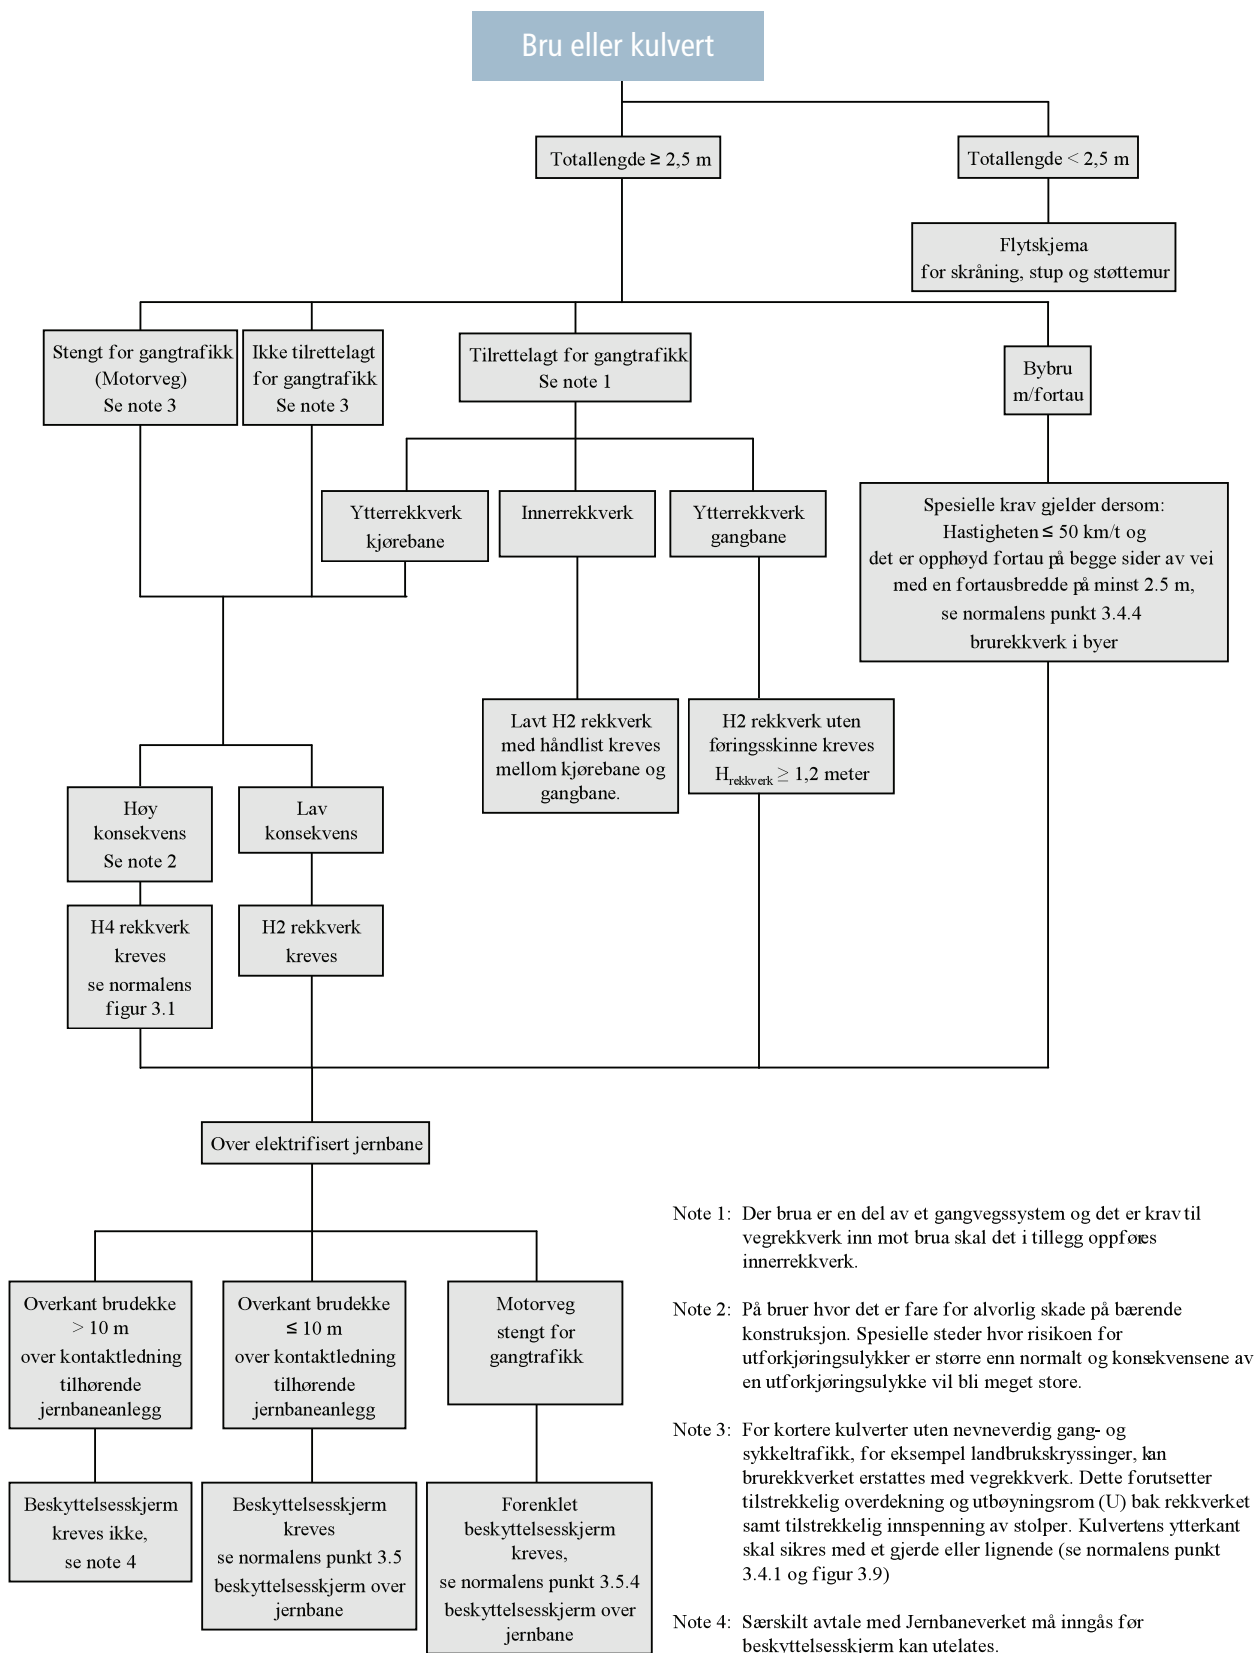 Bru eller kulvert
Totallengde ≥ 2,5 m
Totallengde < 2,5 m
Flytskjema
for skråning, stup og støttemur
Stengt for gangtrafikk
(Motorveg)
Se note 3
Ikke tilrettelagt
for gangtrafikk
Se note 3
Tilrettelagt for gangtrafikk
Se note 1
Bybru
m/fortau
Ytterrekkverk
kjørebane
Innerrekkverk
Ytterrekkverk
gangbane
Spesielle krav gjelder dersom:
Hastigheten ≤ 50 km/t og
det er opphøyd fortau på begge sider av vei
med en fortausbredde på minst 2.5 m,
se normalens punkt 3.4.4
brurekkverk i byer
Lavt H2 rekkverk
med håndlist kreves
mellom kjørebane og
gangbane.
H2 rekkverk uten
føringsskinne kreves
Hrekkverk ≥ 1,2 meter
Høy
konsekvens
Se note 2
Lav
konsekvens
H4 rekkverk
kreves
se normalens
figur 3.1
H2 rekkverk
kreves
Over elektrifisert jernbane
Overkant brudekke
> 10 m
over kontaktledning
tilhørende
jernbaneanlegg
Overkant brudekke
≤ 10 m
over kontaktledning
tilhørende
jernbaneanlegg
Motorveg
stengt for
gangtrafikk
Beskyttelsesskjerm
kreves ikke,
se note 4
Beskyttelsesskjerm
kreves
se normalens punkt 3.5
beskyttelsesskjerm over
jernbane
Forenklet
beskyttelsesskjerm
kreves,
se normalens punkt 3.5.4
beskyttelsesskjerm over
jernbane
Note 1: Der brua er en del av et gangvegssystem og det er krav til
vegrekkverk inn mot brua skal det i tillegg oppføres
innerrekkverk.
Note 2: På bruer hvor det er fare for alvorlig skade på bærende
konstruksjon. Spesielle steder hvor risikoen for
utforkjøringsulykker er større enn normalt og konsekvensene av
en utforkjøringsulykke vil bli meget store.
Note 3: For kortere kulverter uten nevneverdig gang- og
sykkeltrafikk, for eksempel landbrukskryssinger, kan
brurekkverket erstattes med vegrekkverk. Dette forutsetter
tilstrekkelig overdekning og utbøyningsrom (U) bak rekkverket
samt tilstrekkelig innspenning av stolper. Kulvertens ytterkant
skal sikres med et gjerde eller lignende (se normalens punkt
3.4.1 og figur 3.9)
Note 4: Særskilt avtale med Jernbaneverket må inngås før
beskyttelsesskjerm kan utelates.